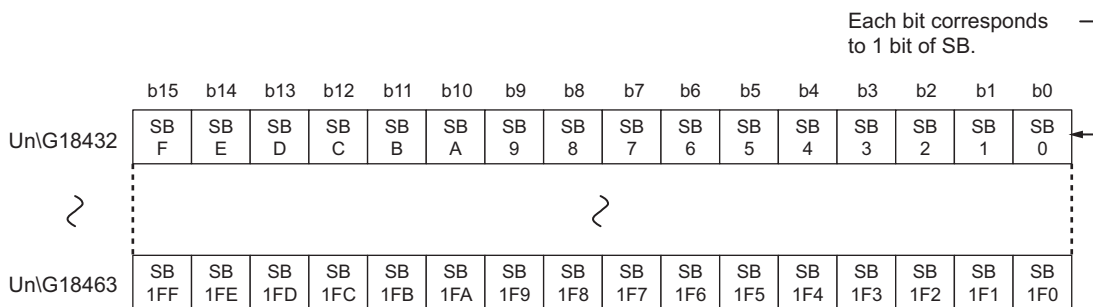 Each bit corresponds
to 1 bit of SB.
b15 b14 b13 b12 b11 b10 b9 b8 b7 b6 b5 b4 b3 b2 b1 b0
Un\G18432
SB SB SB SB SB SB SB SB SB SB SB SB SB SB SB SB
F E D C B A 9 8 7 6 5 4 3 2 1 0
Un\G18463
SB SB SB SB SB SB SB SB SB SB SB SB SB SB SB SB
1FF 1FE 1FD 1FC 1FB 1FA 1F9 1F8 1F7 1F6 1F5 1F4 1F3 1F2 1F1 1F0